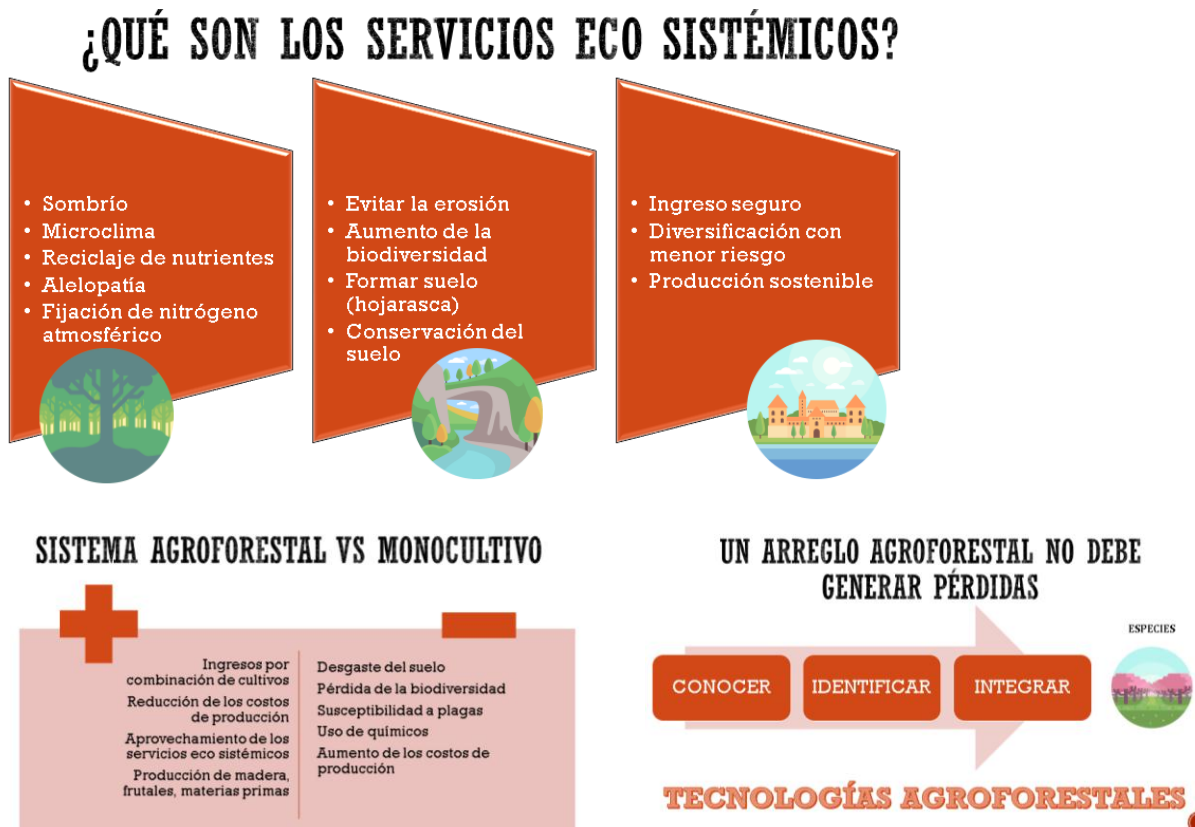 ¿QUÉ SON LOS SERVICIOS ECO SISTÉMICOS?
• Sombrío
• Microclima
• Reciclaje de nutrientes
• Alelopatía
• Fijación de nitrógeno
atmosférico
• Evitar la erosión
• Aumento de la
biodiversidad
• Formar suelo
(hojarasca)
• Conservación del
suelo
• Ingreso seguro
• Diversificación con
menor riesgo
• Producción sostenible
SISTEMA AGROFORESTAL VS MONOCULTIVO
Ingresos por
combinación de cultivos
Reducción de los costos
de producción
Aprovechamiento de los
servicios eco sistémicos
Producción de madera,
frutales, materias primas
Desgaste del suelo
Pérdida de la biodiversidad
Susceptibilidad a plagas
Uso de químicos
Aumento de los costos de
producción
UN ARREGLO AGROFORESTAL NO DEBE
GENERAR PÉRDIDAS
ESPECIES
CONOCER
IDENTIFICAR
INTEGRAR
TECNOLOGÍAS AGROFORESTALES